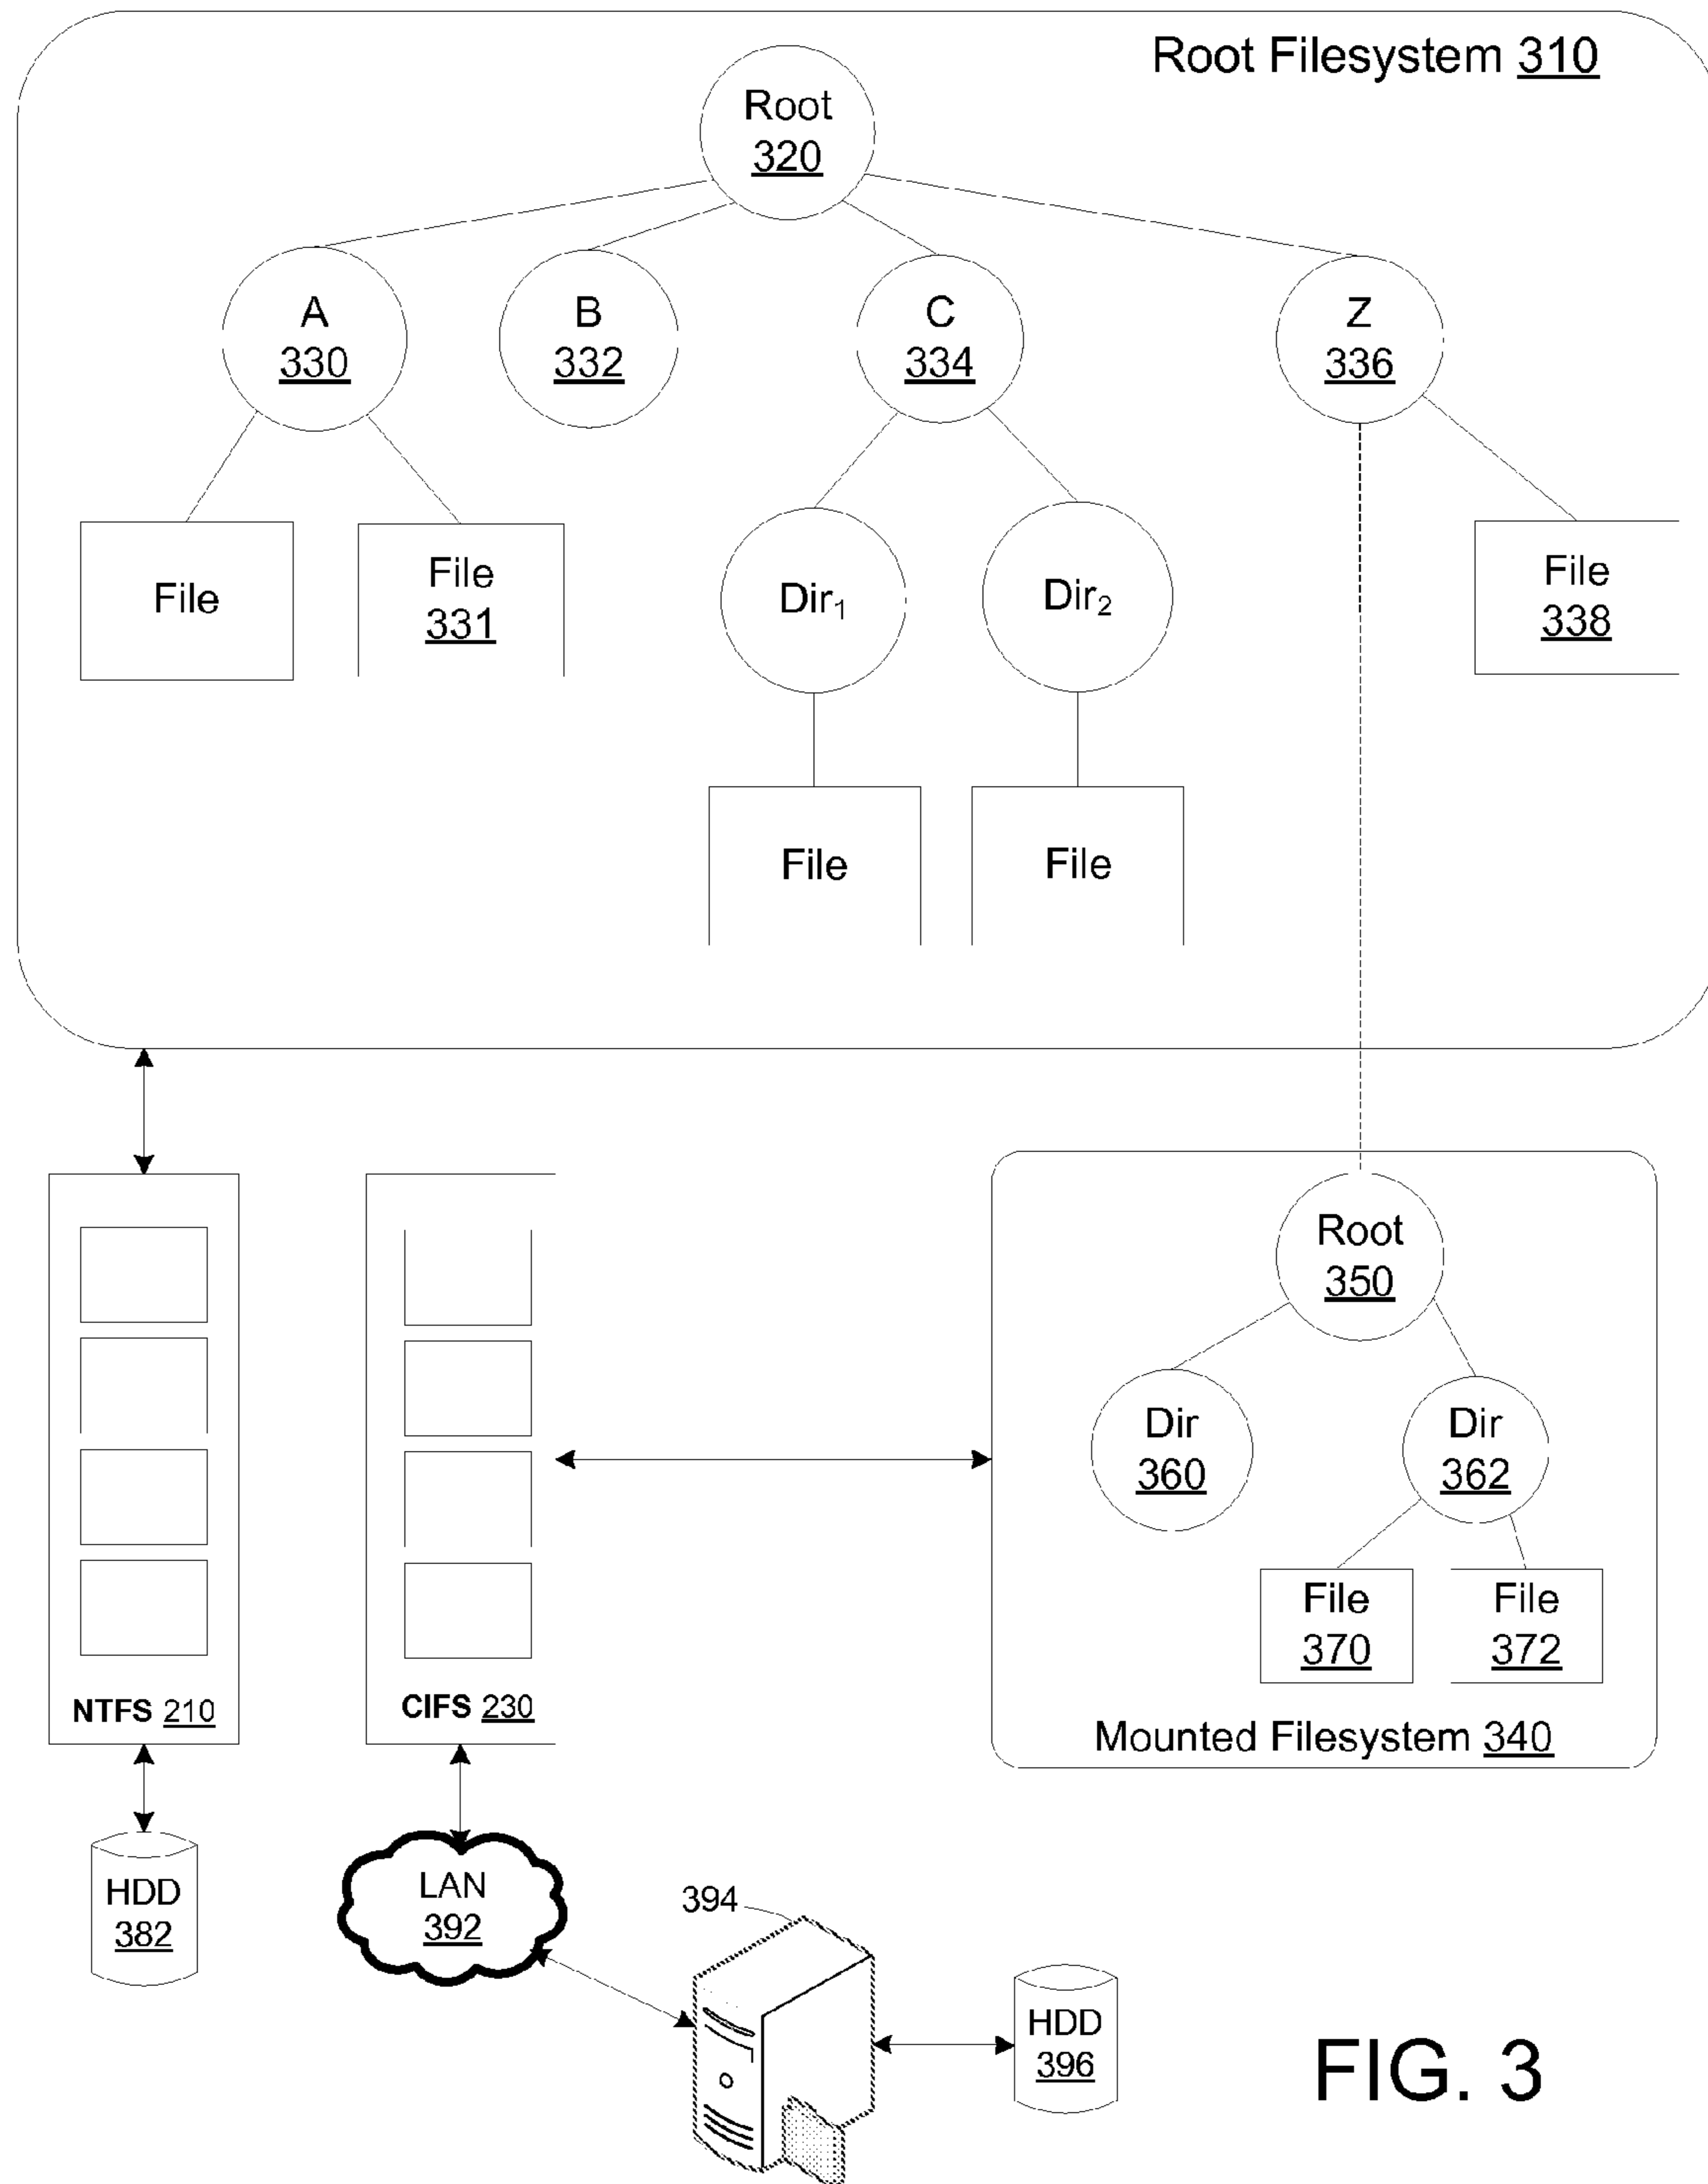 Root Filesystem 310
Root
320
A
330
B
332
C
334
Z
336
File
File
331
Dir₁
Dir₂
File
338
File
File
Root
350
Dir
360
Dir
362
File
370
File
372
Mounted Filesystem 340
NTFS 210
CIFS 230
HDD
382
LAN
392
394
HDD
396
FIG. 3